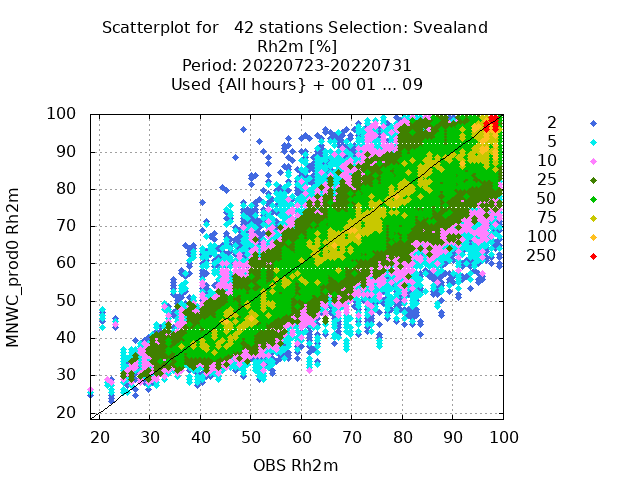 Scatterplot for   42 stations Selection: Svealand
Rh2m [%]
Period: 20220723-20220731
Used {All hours} + 00 01 ... 09
MNWC_prod0 Rh2m
100
90
80
70
60
50
40
30
20
20 30 40 50 60 70 80 90 100
OBS Rh2m
2
5
10
25
50
75
100
250